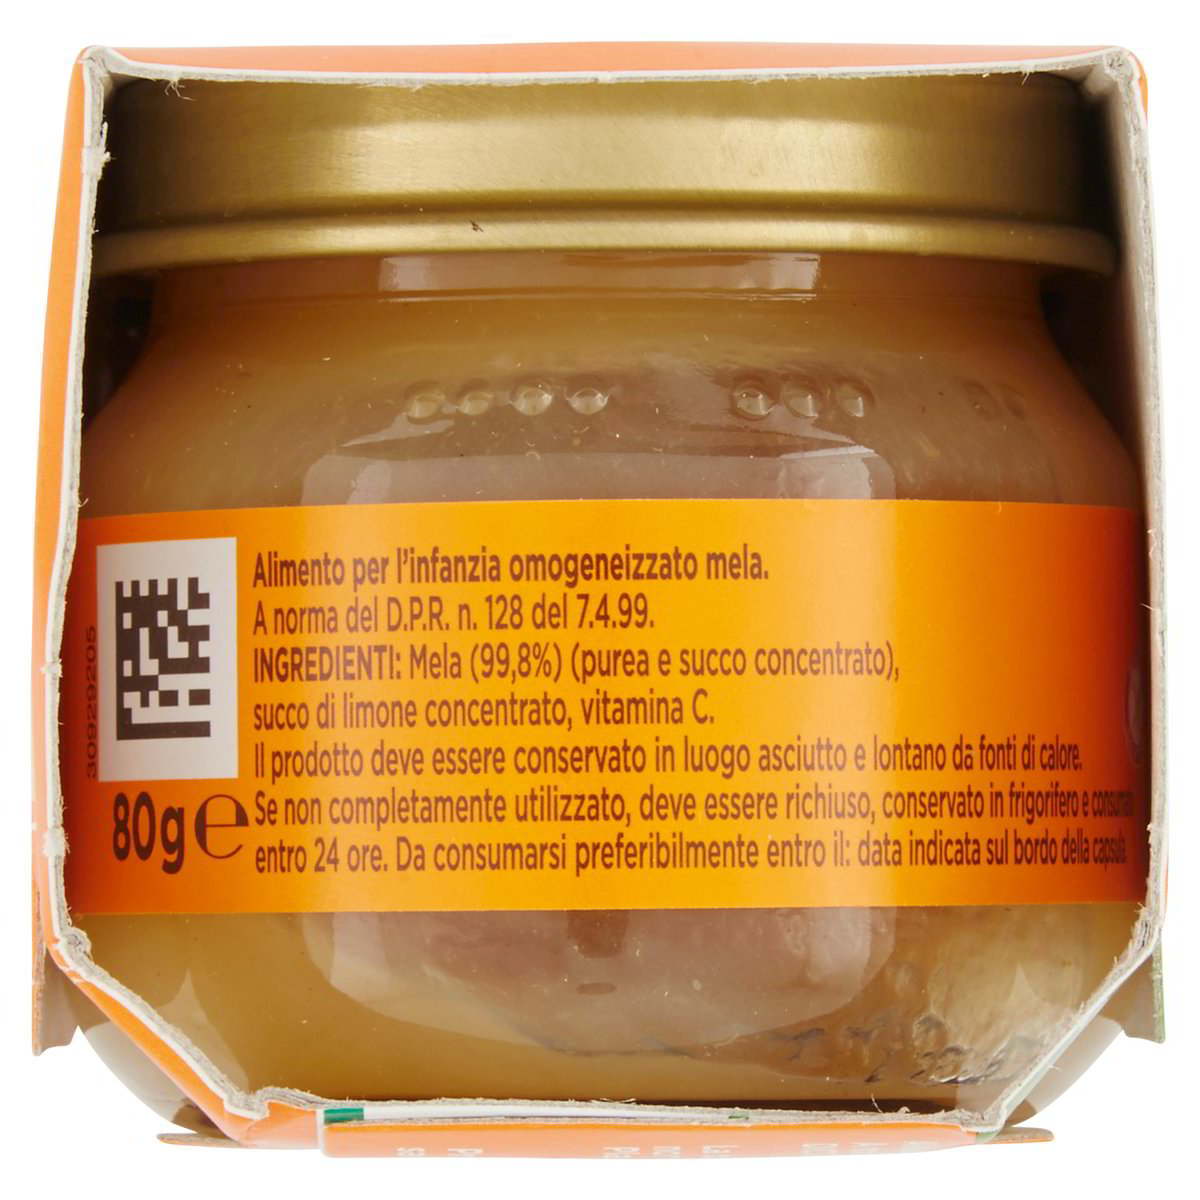 Alimento per l'infanzia omogeneizzato mela.
A norma del D.P.R. n. 128 del 7.4.99.
INGREDIENTI: Mela (99,8%) (purea e succo concentrato),
succo di limone concentrato, vitamina C.
Il prodotto deve essere conservato in luogo asciutto e lontano da fonti di calore.
Se non completamente utilizzato, deve essere richiuso, conservato in frigorifero e
entro 24 ore. Da consumarsi preferibilmente entro il: data indicata sul bordo della capsula.
80g e
30929205